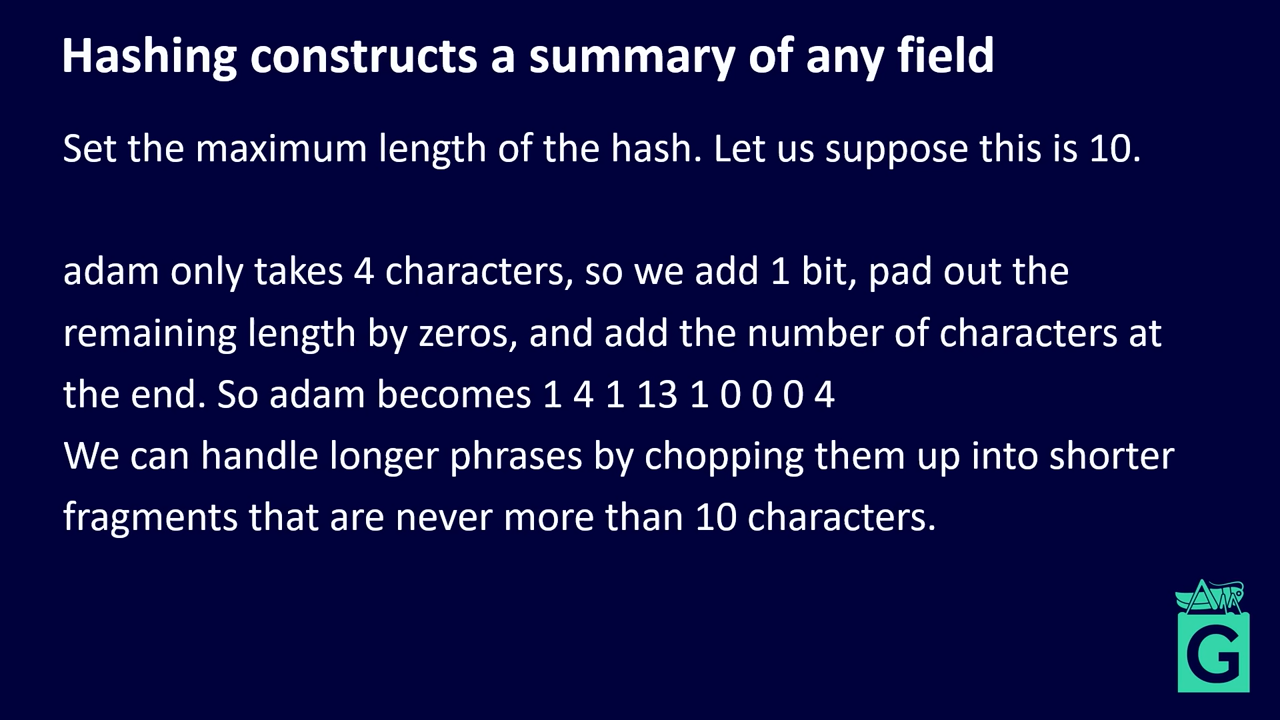 Hashing constructs a summary of any field
Set the maximum length of the hash. Let us suppose this is 10.
adam only takes 4 characters, so we add 1 bit, pad out the
remaining length by zeros, and add the number of characters at
the end. So adam becomes 1 4 1 13 1 0 0 0 4
We can handle longer phrases by chopping them up into shorter
fragments that are never more than 10 characters.
G